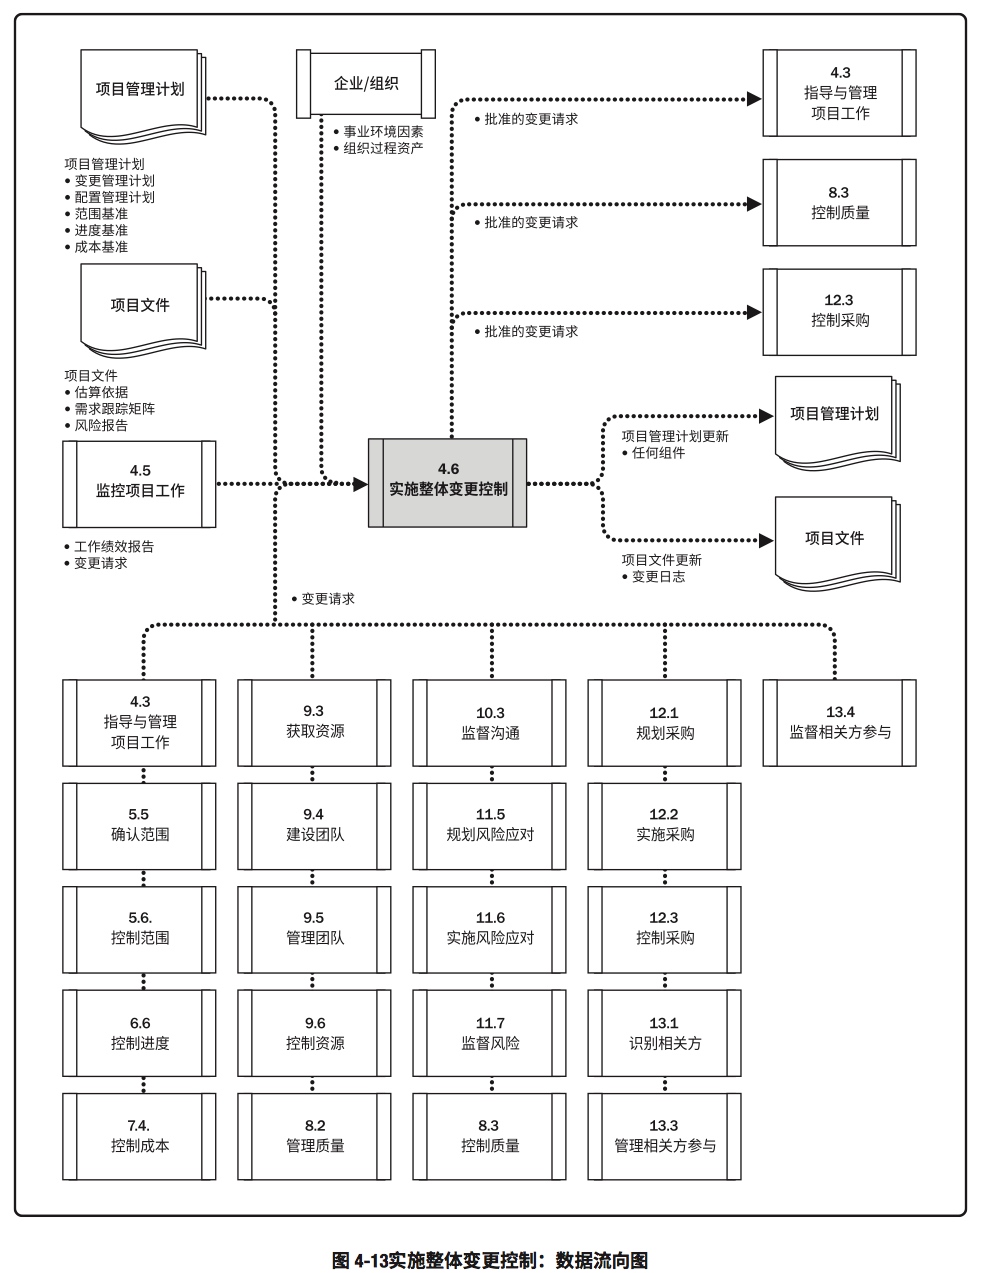 项目管理计划
项目管理计划
● 变更管理计划
● 配置管理计划
● 范围基准
● 进度基准
● 成本基准
项目文件
项目文件
● 估算依据
● 需求跟踪矩阵
● 风险报告
4.5
监控项目工作
● 工作绩效报告
● 变更请求
企业/组织
● 事业环境因素
● 组织过程资产
4.6
实施整体变更控制
● 批准的变更请求
4.3
指导与管理
项目工作
● 批准的变更请求
8.3
控制质量
● 批准的变更请求
12.3
控制采购
项目管理计划
项目管理计划更新
● 任何组件
项目文件
项目文件更新
● 变更日志
● 变更请求
4.3
指导与管理
项目工作
5.5
确认范围
5.6.
控制范围
6.6
控制进度
7.4.
控制成本
9.3
获取资源
9.4
建设团队
9.5
管理团队
9.6
控制资源
8.2
管理质量
10.3
监督沟通
11.5
规划风险应对
11.6
实施风险应对
11.7
监督风险
8.3
控制质量
12.1
规划采购
12.2
实施采购
12.3
控制采购
13.1
识别相关方
13.3
管理相关方参与
13.4
监督相关方参与
图 4-13实施整体变更控制：数据流向图